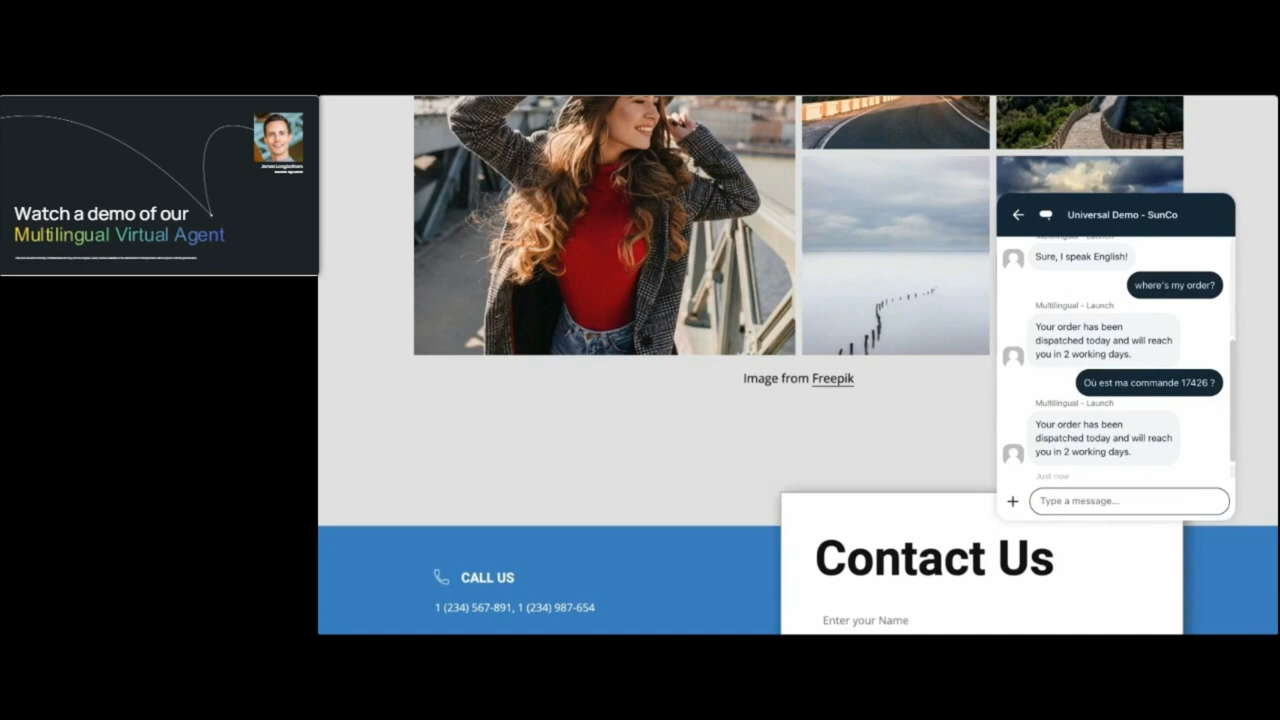 Watch a demo of our
Multilingual Virtual Agent
Image from Freepik
Universal Demo - SunCo
Multilingual - Launch
Sure, I speak English!
where's my order?
Multilingual - Launch
Your order has been
dispatched today and will reach
you in 2 working days.
Où est ma commande 17426 ?
Multilingual - Launch
Your order has been
dispatched today and will reach
you in 2 working days.
Just now
Type a message...
CALL US
1 (234) 567-891, 1 (234) 987-654
Contact Us
Enter your Name